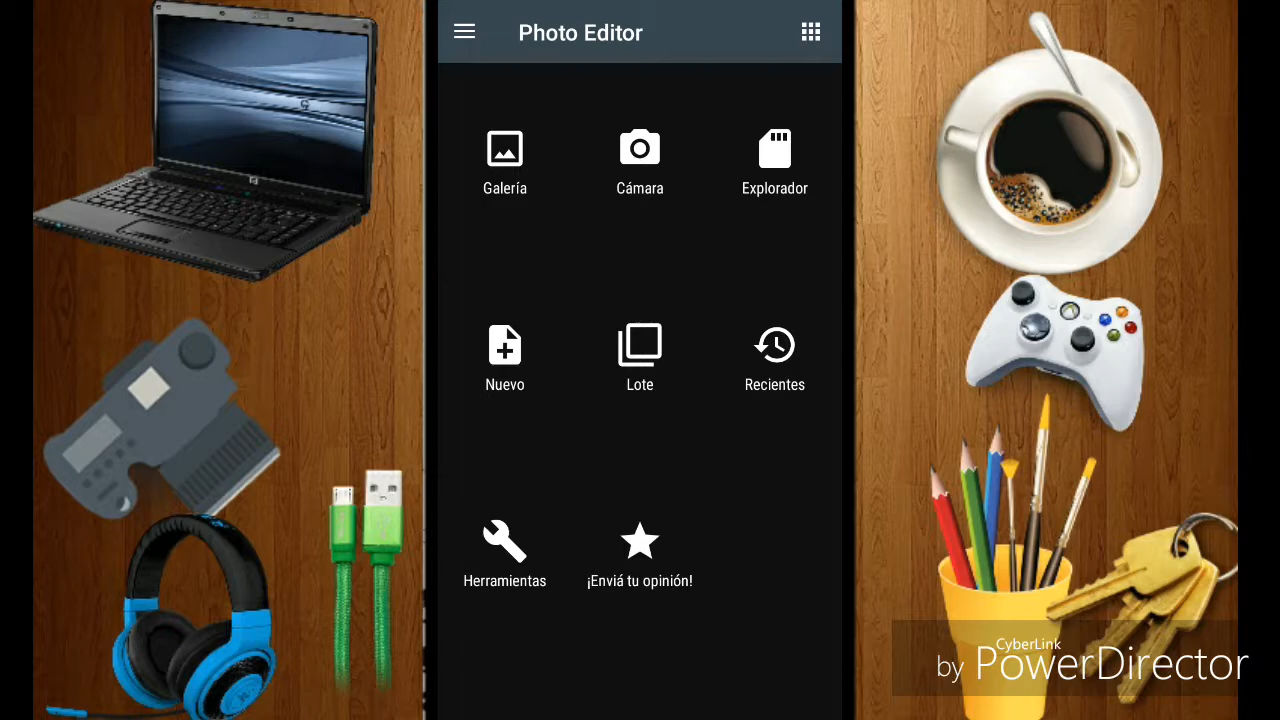 Photo Editor
Galería
Cámara
Explorador
Nuevo
Lote
Recientes
Herramientas
¡Enviá tu opinión!
CyberLink
by PowerDirector